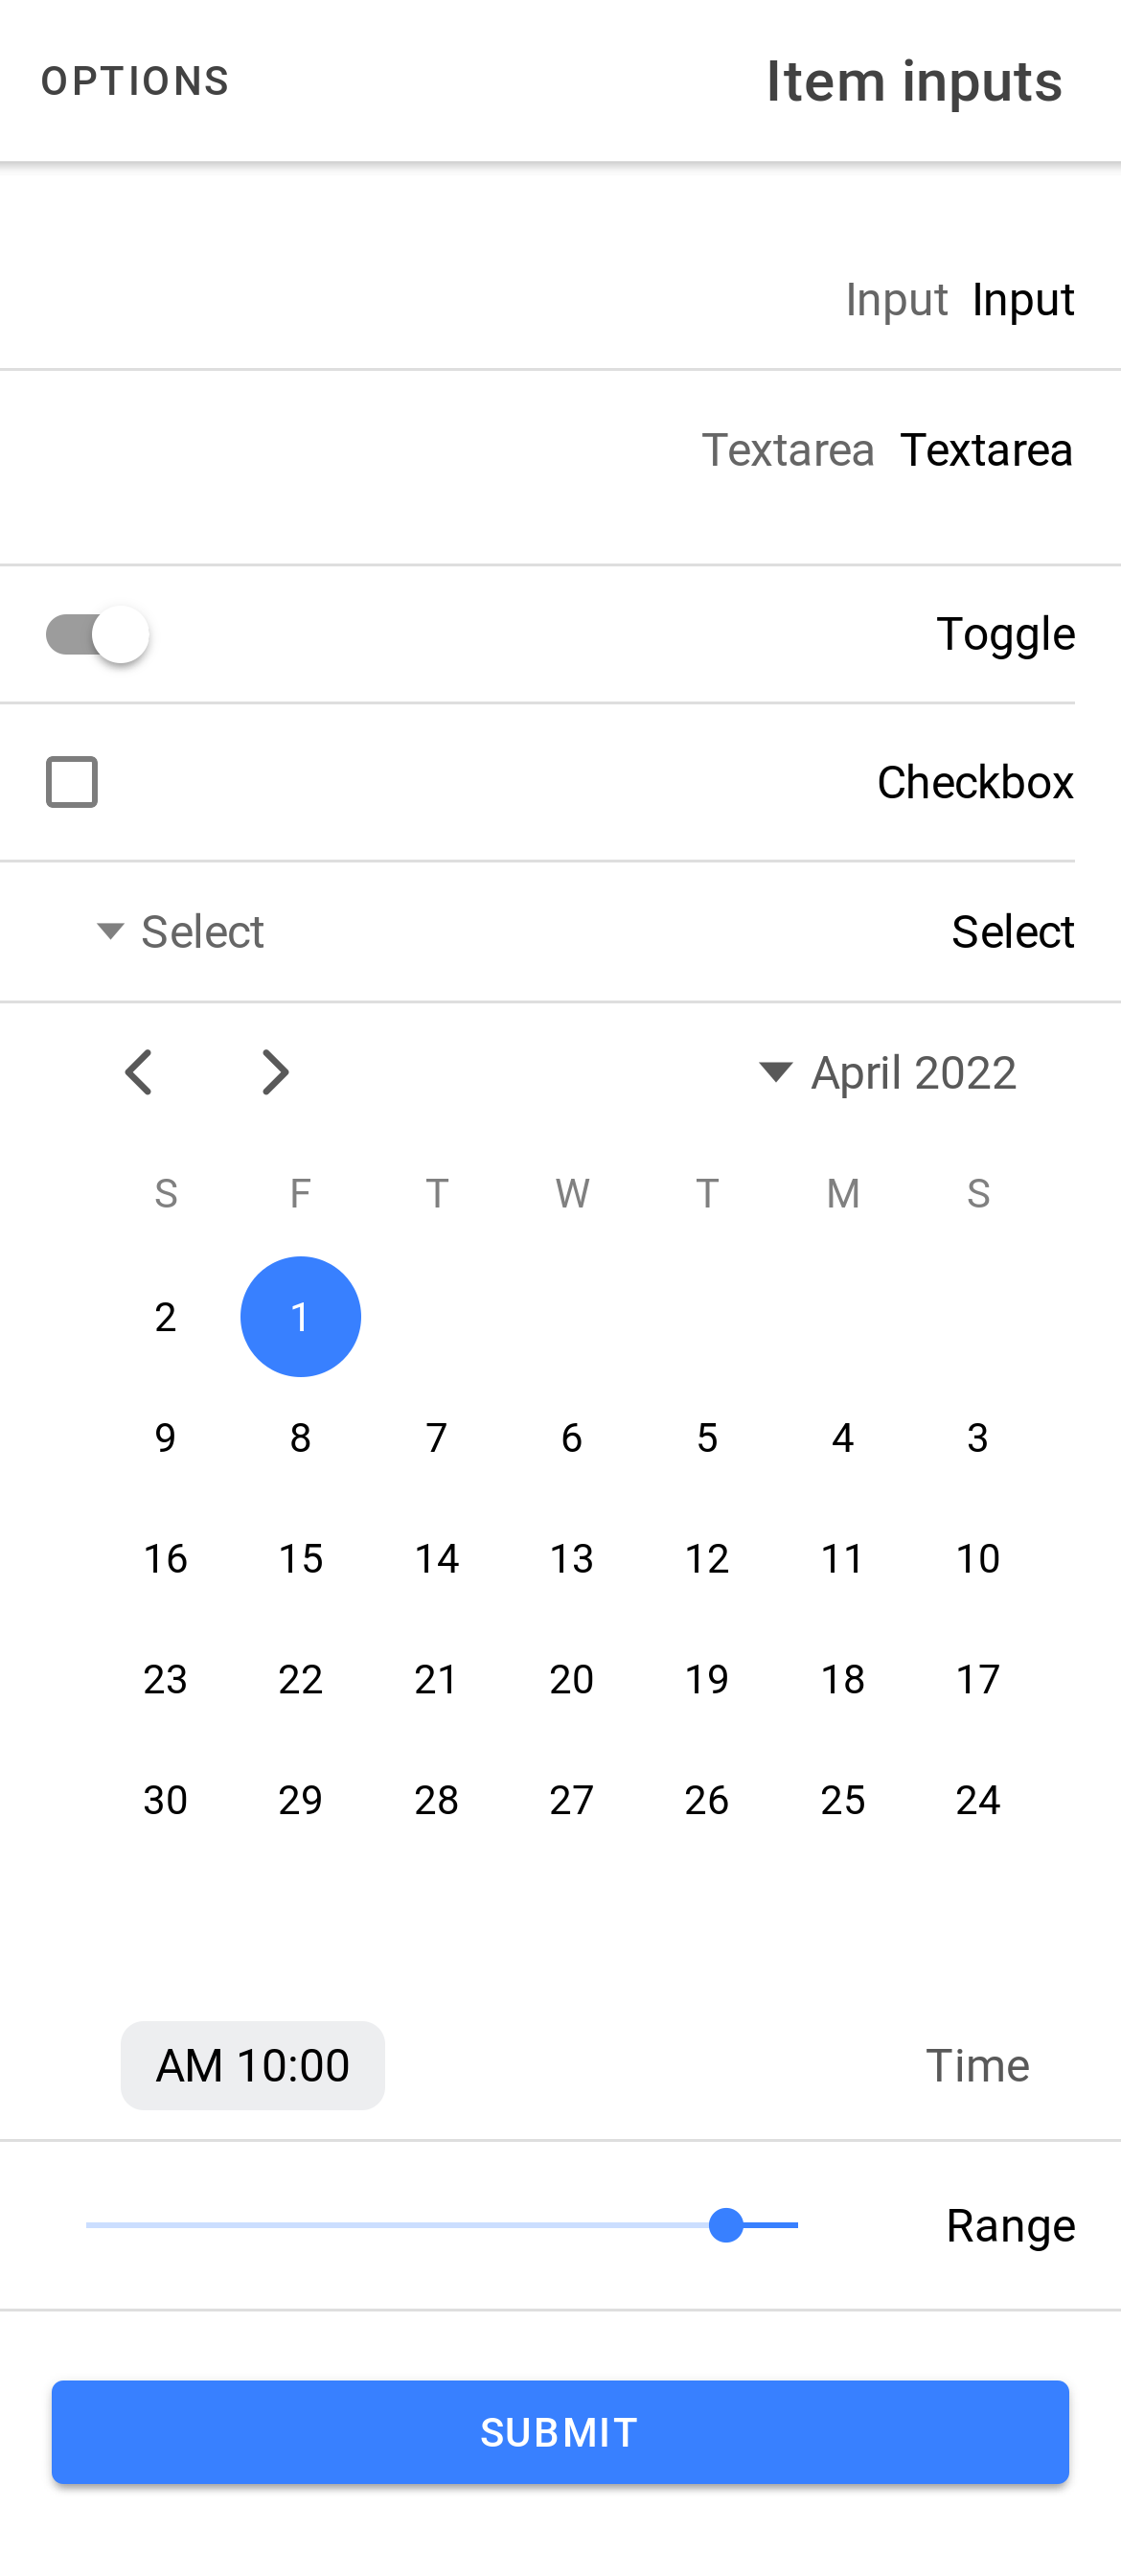 OPTIONS Item inputs
Input Input
Textarea Textarea
Toggle
Checkbox
Select Select
April 2022
S F T W T M S
2 1
9 8 7 6 5 4 3
16 15 14 13 12 11 10
23 22 21 20 19 18 17
30 29 28 27 26 25 24
AM 10:00 Time
Range
SUBMIT